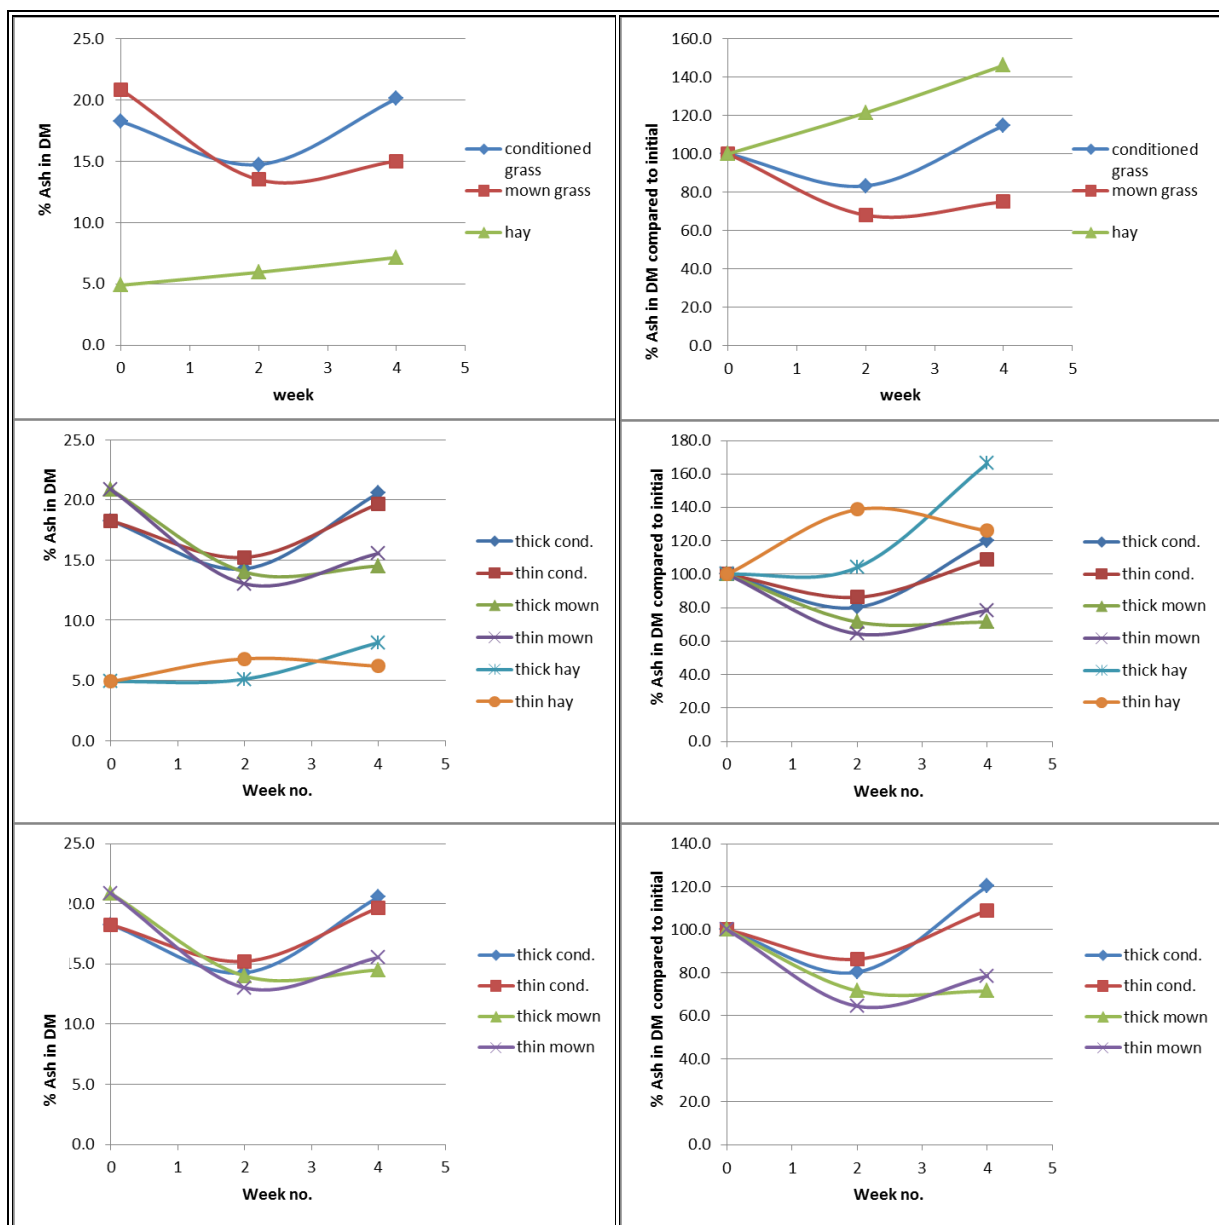 25.0
20.0
15.0
10.0
5.0
0.0
% Ash in DM
0 1 2 3 4 5
week
conditioned
grass
mown grass
hay
160.0
140.0
120.0
100.0
80.0
60.0
40.0
20.0
0.0
% Ash in DM compared to initial
0 1 2 3 4 5
week
conditioned
grass
mown grass
hay
25.0
20.0
15.0
10.0
5.0
0.0
% Ash in DM
0 1 2 3 4 5
Week no.
thick cond.
thin cond.
thick mown
thin mown
thick hay
thin hay
180.0
160.0
140.0
120.0
100.0
80.0
60.0
40.0
20.0
0.0
% Ash in DM compared to initial
0 1 2 3 4 5
Week no.
thick cond.
thin cond.
thick mown
thin mown
thick hay
thin hay
25.0
20.0
15.0
10.0
5.0
0.0
% Ash in DM
0 1 2 3 4 5
Week no.
thick cond.
thin cond.
thick mown
thin mown
140.0
120.0
100.0
80.0
60.0
40.0
20.0
0.0
% Ash in DM compared to initial
0 1 2 3 4 5
Week no.
thick cond.
thin cond.
thick mown
thin mown